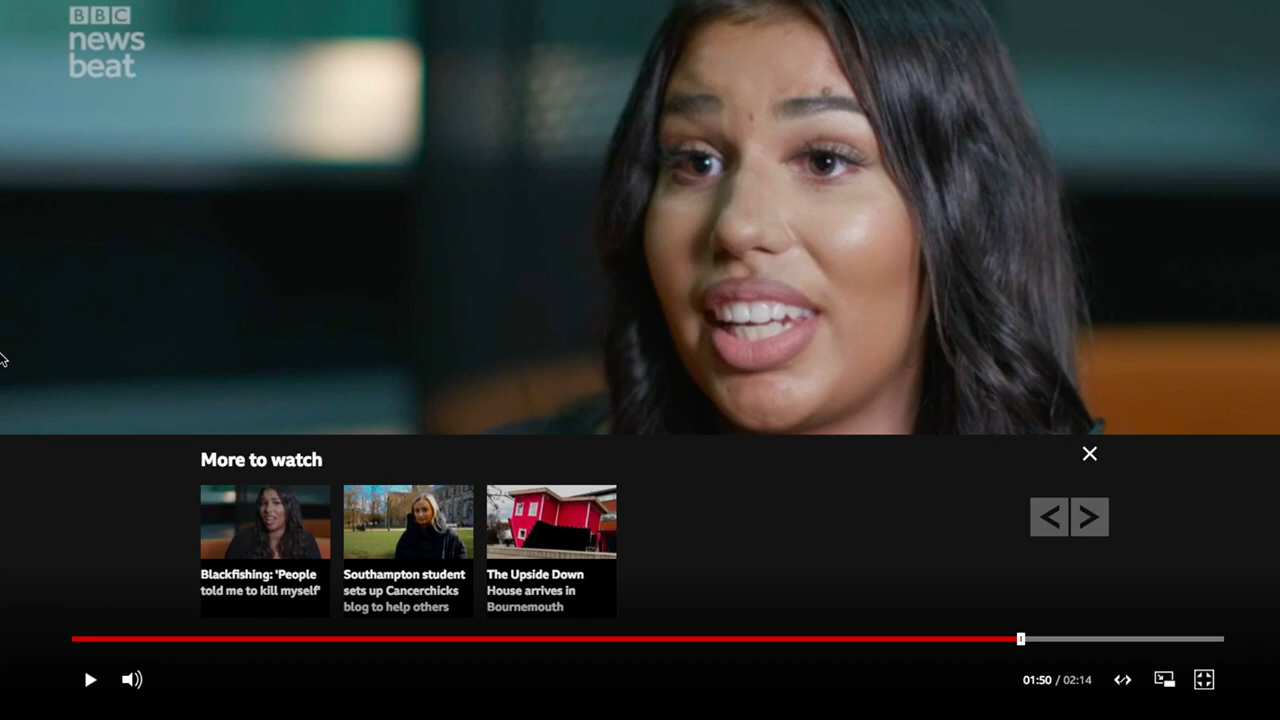 BBC
news
beat
More to watch
Blackfishing: 'People
told me to kill myself'
Southampton student
sets up Cancerchicks
blog to help others
The Upside Down
House arrives in
Bournemouth
01:50 / 02:14